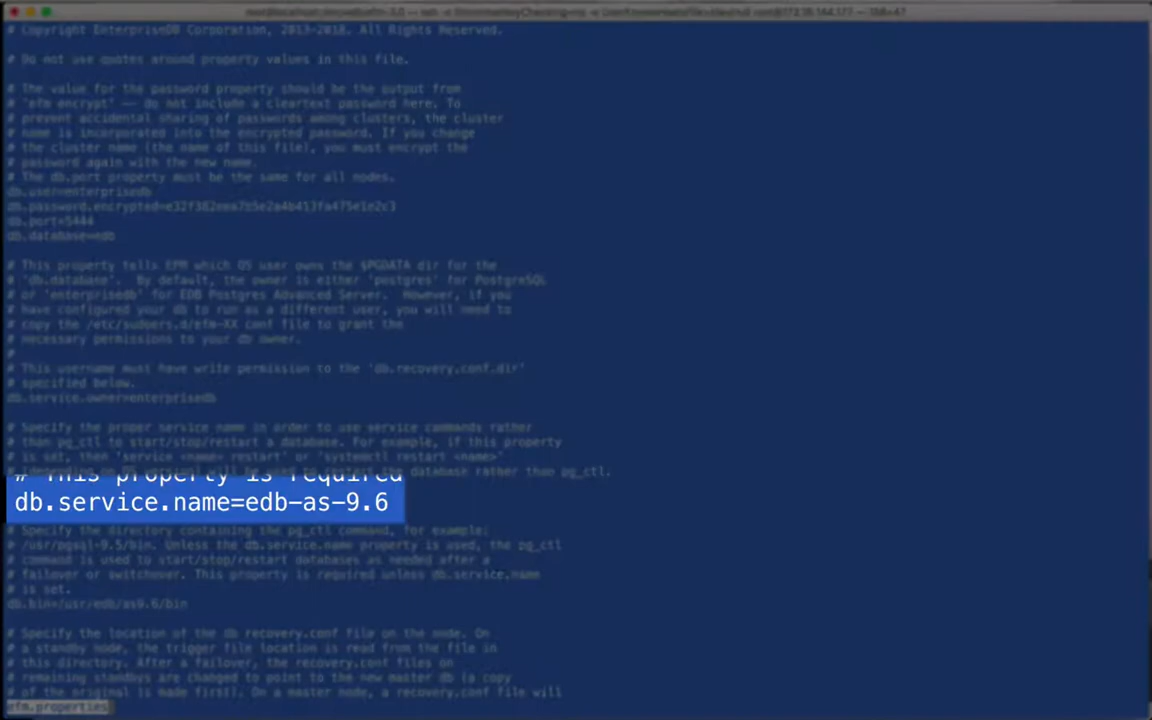 # Copyright EnterpriseDB Corporation, 2013-2018. All Rights Reserved.
# Do not use quotes around property values in this file.
# The value for the password property should be the output from
# 'efm encrypt' -- do not include a cleartext password here. To
# prevent accidental sharing of passwords among clusters, the cluster
# name is incorporated into the encrypted password. If you change
# the cluster name (the name of this file), you must encrypt the
# password again with the new name.
# The db.port property must be the same for all nodes.
db.user=enterprisedb
db.port=5444
db.database=edb
# This property tells EFM which OS user owns the $PGDATA dir for the
# 'db.database'.  By default, the owner is either 'postgres' for PostgreSQL
# or 'enterprisedb' for EDB Postgres Advanced Server.  However, if you
# have configured your db to run as a different user, you will need to
# copy the /etc/sudoers.d/efm-XX conf file to grant the
# necessary permissions to your db owner.
#
# This username must have write permission to the 'db.recovery.conf.dir'
# specified below.
db.service.owner=enterprisedb
# Specify the proper service name in order to use service commands rather
# than pg_ctl to start/stop/restart a database. For example, if this property
# is set, then 'service <name> restart' or 'systemctl restart <name>'
# (depending on OS version) will be used to restart the database rather than pg_ctl.
# This property is required
db.service.name=edb-as-9.6
# Specify the directory containing the pg_ctl command, for example:
# /usr/pgsql-9.5/bin. Unless the db.service.name property is used, the pg_ctl
# command is used to start/stop/restart databases as needed after a
# failover or switchover. This property is required unless db.service.name
# is set.
db.bin=/usr/edb/as9.6/bin
# Specify the location of the db recovery.conf file on the node. On
# a standby node, the trigger file location is read from the file in
# this directory. After a failover, the recovery.conf files on
# remaining standbys are changed to point to the new master db (a copy
# of the original is made first). On a master node, a recovery.conf file will
efm.properties